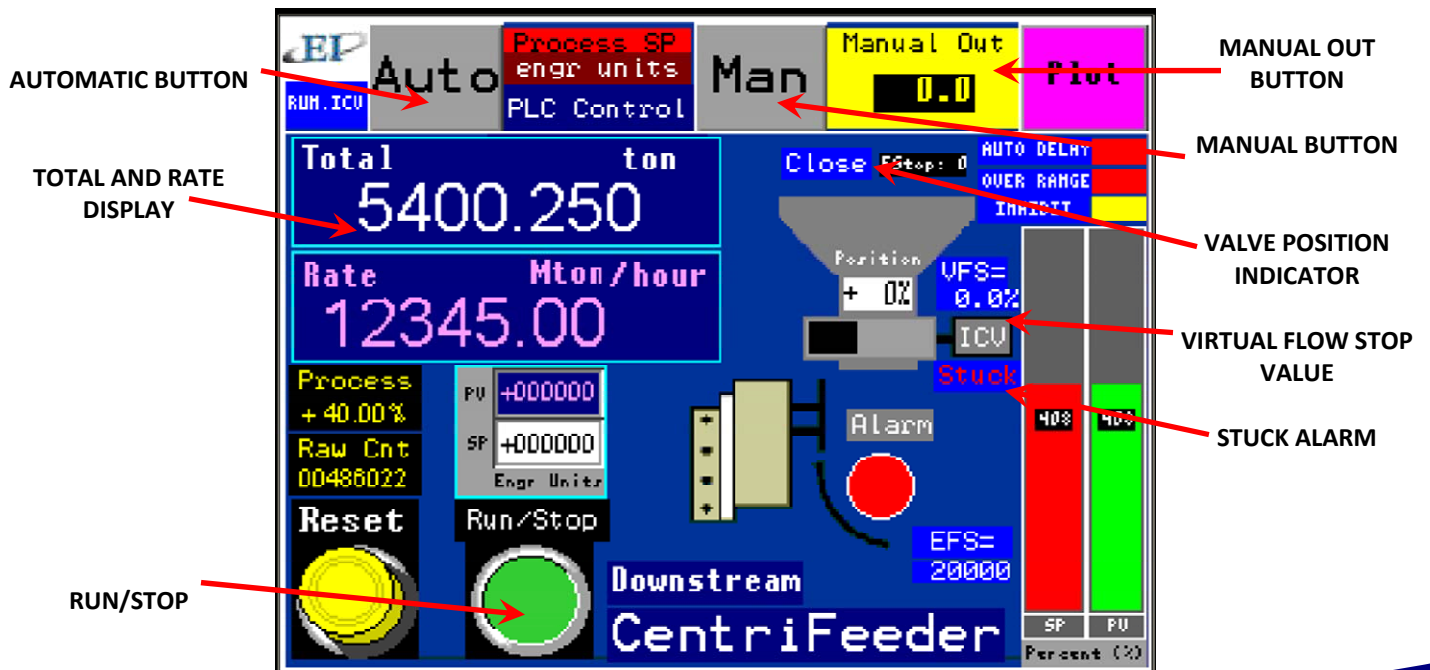 EI
RUN.ICV
Auto
Process SP
engr units
PLC Control
Man
Manual Out
0.0
Plot
AUTOMATIC BUTTON
MANUAL OUT
BUTTON
MANUAL BUTTON
Total ton
5400.250
Close EStop: 0
AUTO DELAY
OVER RANGE
TOTAL AND RATE
DISPLAY
Rate Mton/hour
12345.00
Position
+ 0%
VFS=
0.0%
ICV
Stuck
VALVE POSITION
INDICATOR
VIRTUAL FLOW STOP
VALUE
STUCK ALARM
Process
+ 40.00%
Raw Cnt
00486022
PV +000000
SP +000000
Engr Units
Alarm
Reset
Run/Stop
EFS=
20000
RUN/STOP
Downstream
CentriFeeder
SP PV
Percent (%)